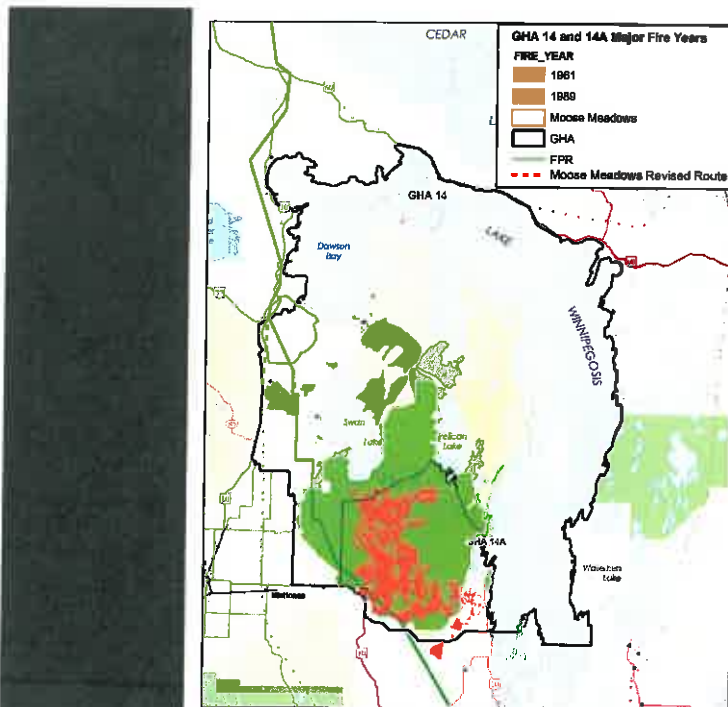 CEDAR
GHA 14 and 14A Major Fire Years
FIRE_YEAR
1961
1989
Moose Meadows
GHA
FPR
Moose Meadows Revised Route
GHA 14
LAKE
Dawson
Bay
WINNIPEGOSIS
Swan
Lake
Pelican
Lake
GHA 14A
Waterhen
Lake